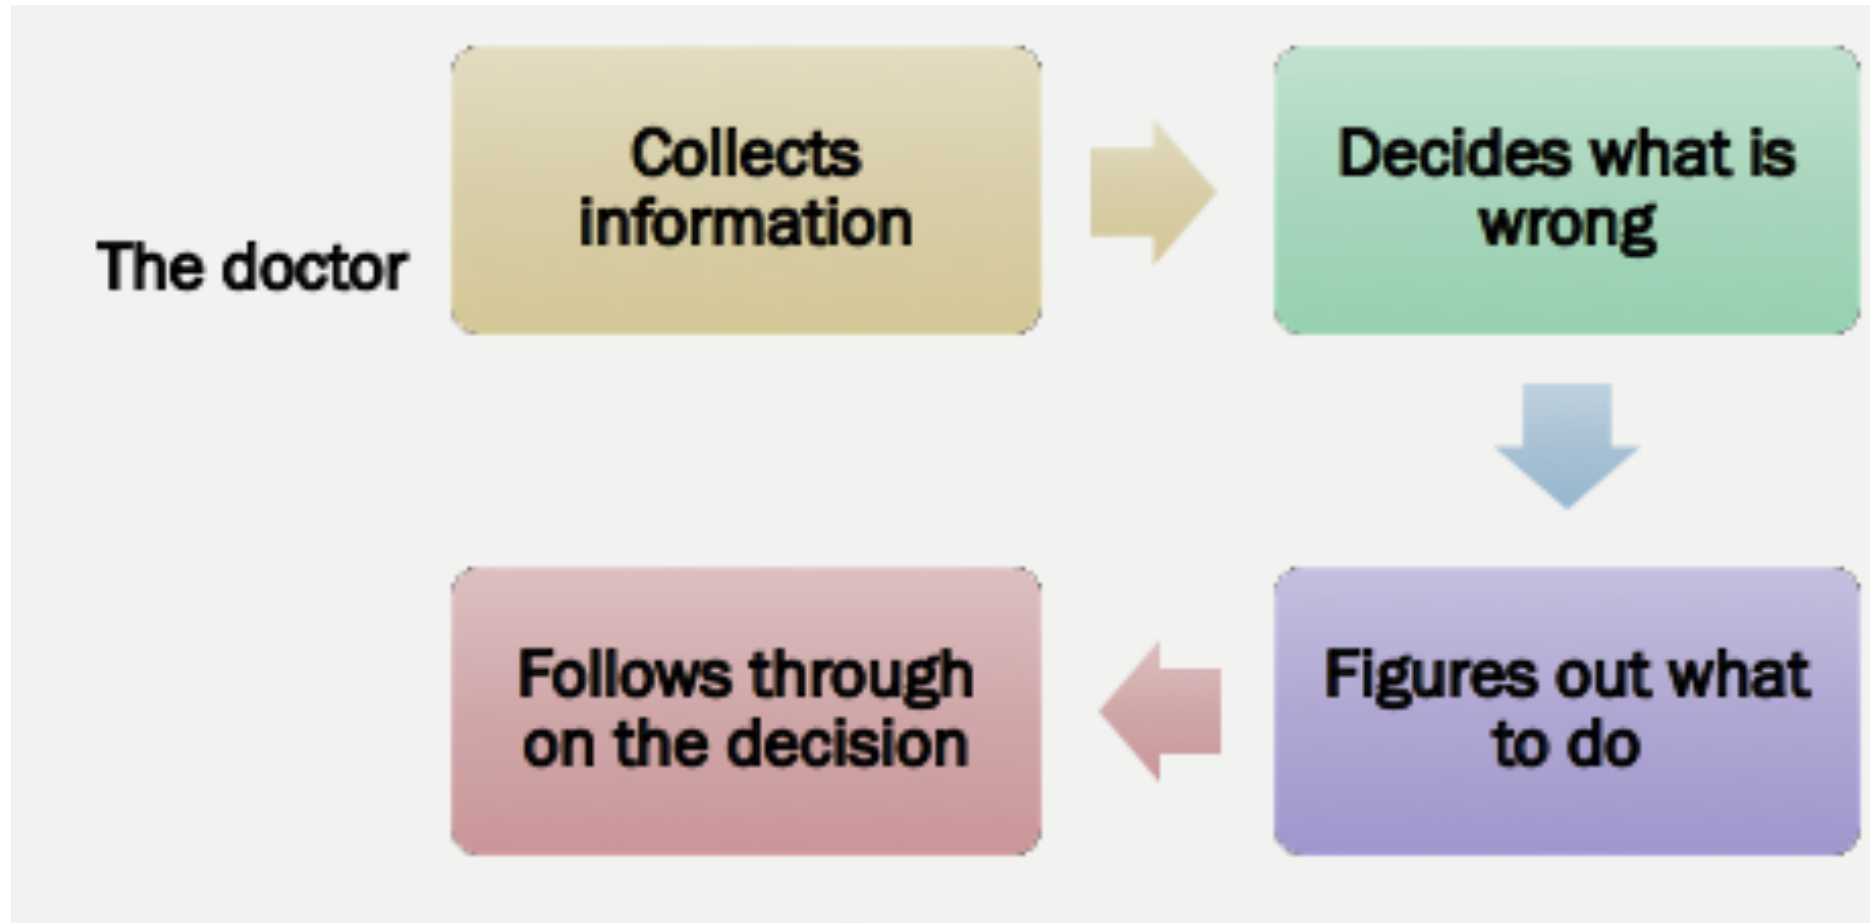 The doctor
Collects
information
Decides what is
wrong
Figures out what
to do
Follows through
on the decision